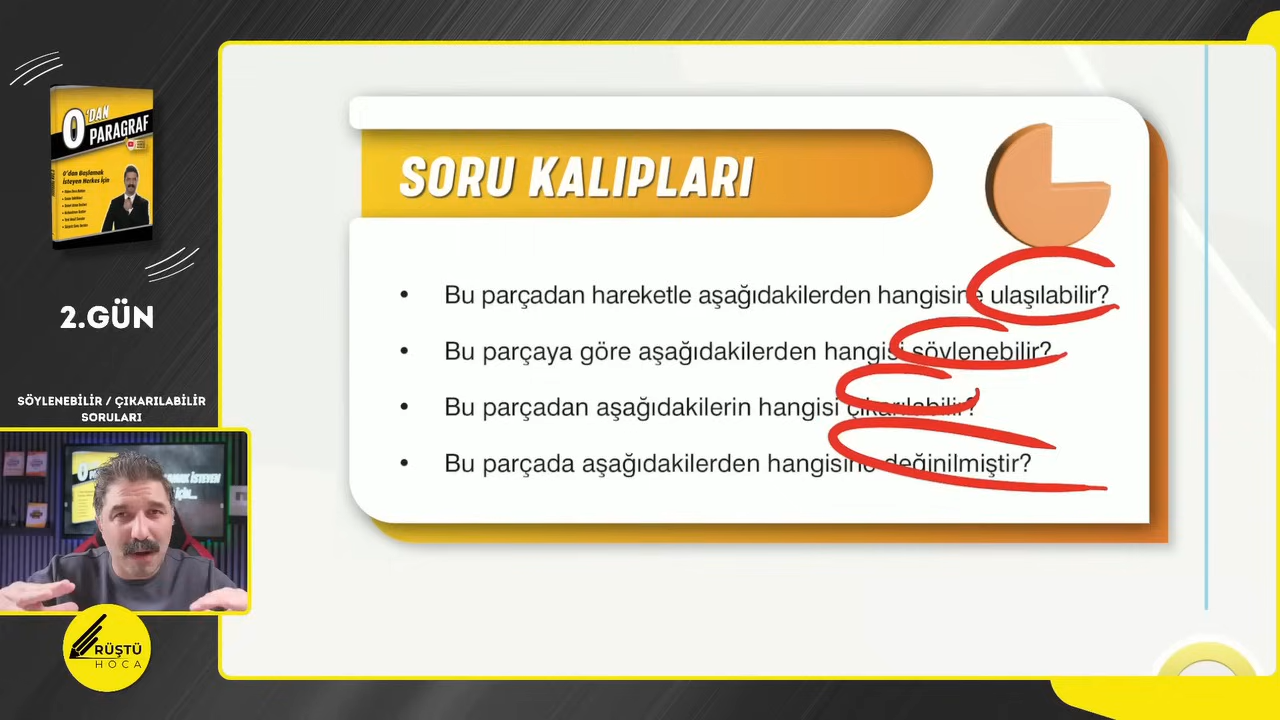 0'DAN
PARAGRAF
0'dan Başlamak
İsteyen Herkes İçin
2.GÜN
SÖYLENEBİLİR / ÇIKARILABİLİR
SORULARI
RÜŞTÜ
HOCA
SORU KALIPLARI
• Bu parçadan hareketle aşağıdakilerden hangisine ulaşılabilir?
• Bu parçaya göre aşağıdakilerden hangisi söylenebilir?
• Bu parçadan aşağıdakilerin hangisi çıkarılabilir?
• Bu parçada aşağıdakilerden hangisine değinilmiştir?